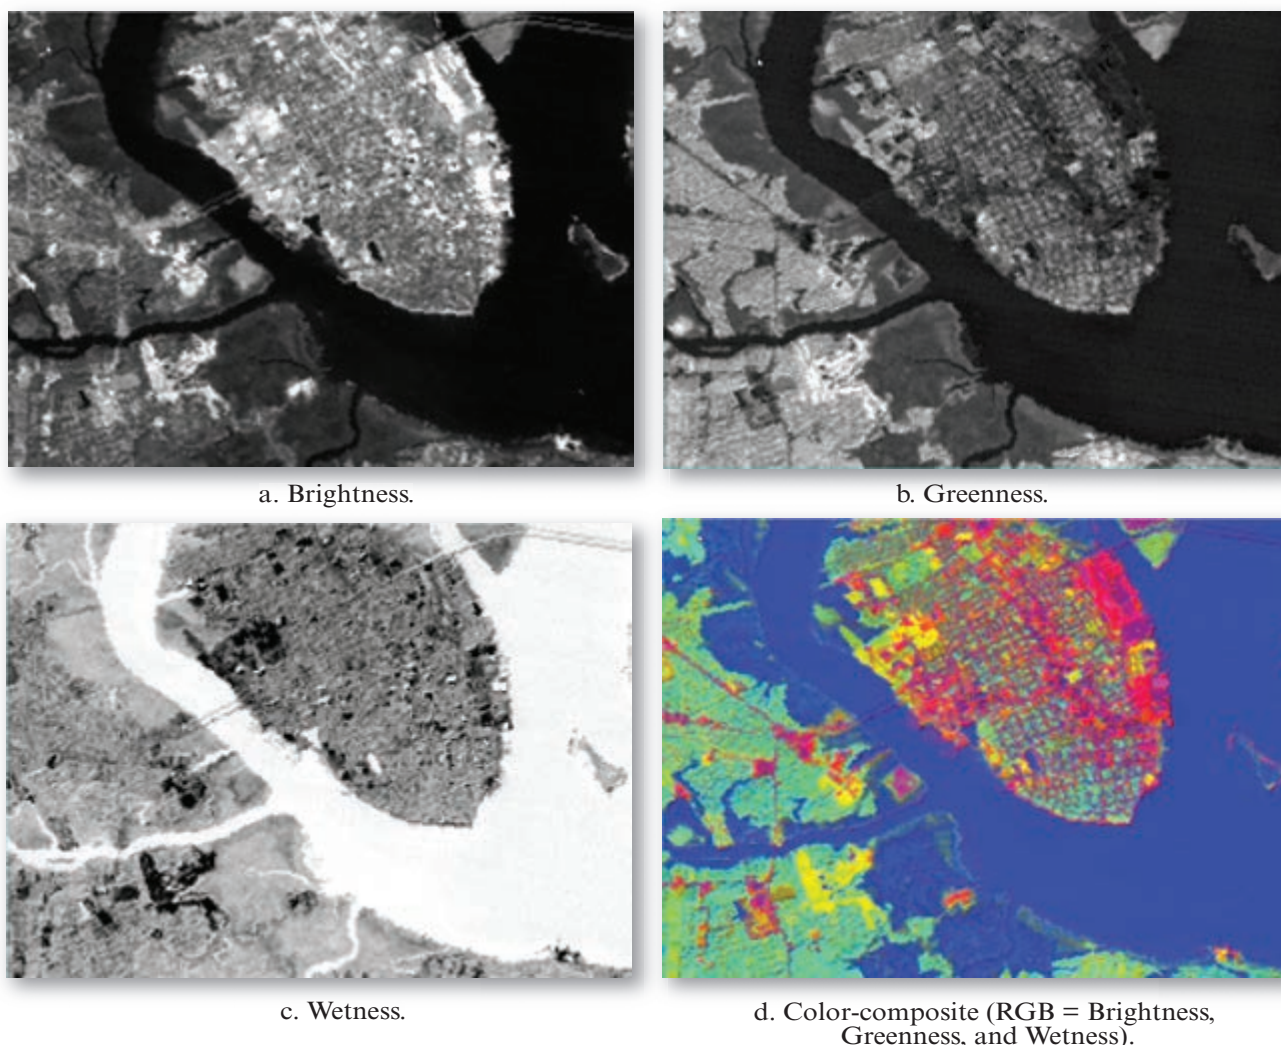 a. Brightness.
b. Greenness.
c. Wetness.
d. Color-composite (RGB = Brightness,
Greenness, and Wetness).